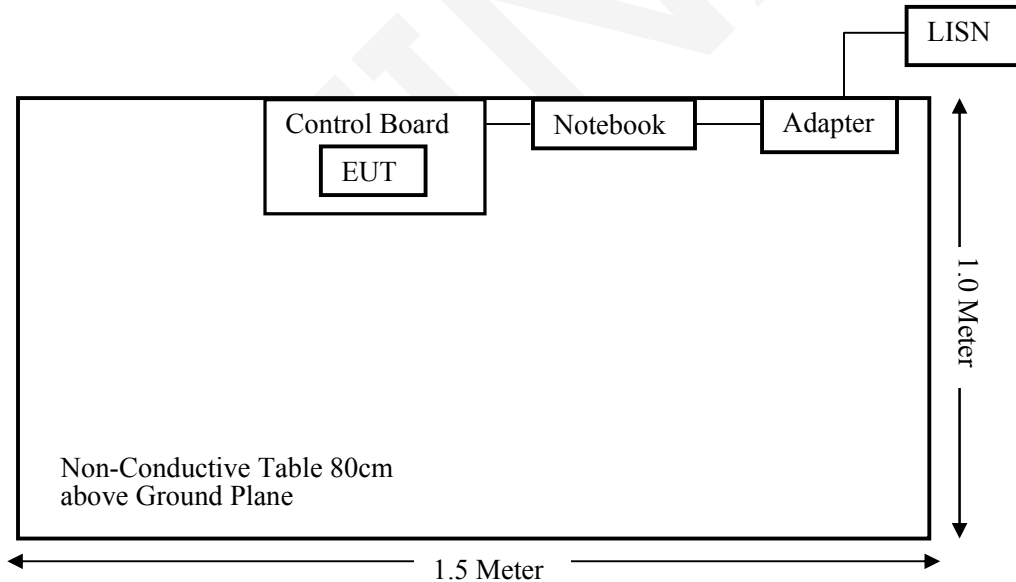 LISN
Control Board
Notebook
Adapter
EUT
1.0 Meter
Non-Conductive Table 80cm
above Ground Plane
1.5 Meter